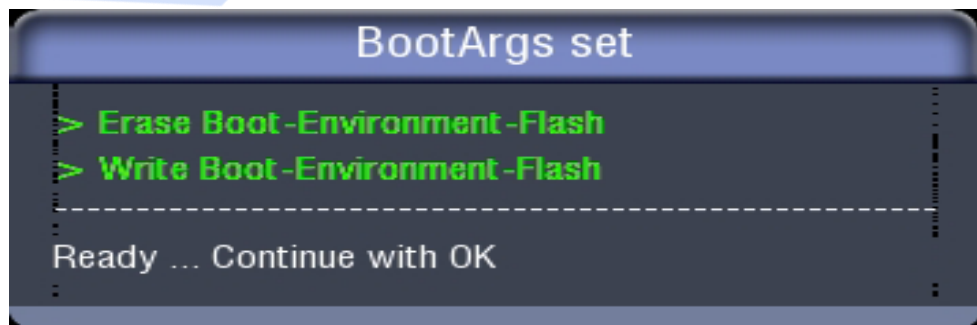 BootArgs set
> Erase Boot-Environment-Flash
> Write Boot-Environment-Flash
--------------------------------------------------------
Ready ... Continue with OK